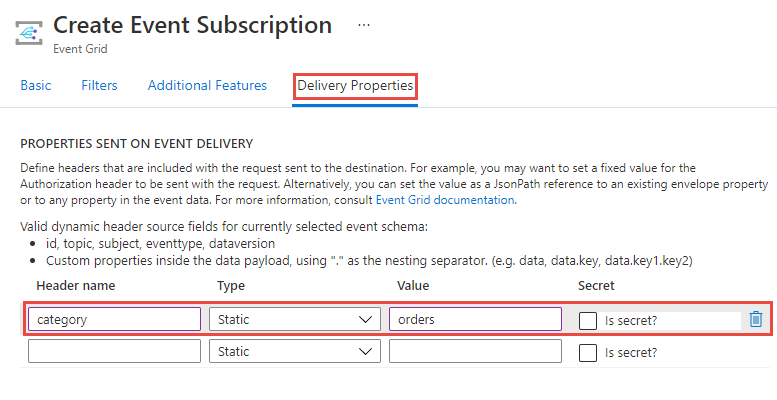 Create Event Subscription ...
Event Grid
Basic Filters Additional Features Delivery Properties
PROPERTIES SENT ON EVENT DELIVERY
Define headers that are included with the request sent to the destination. For example, you may want to set a fixed value for the
Authorization header to be sent with the request. Alternatively, you can set the value as a JsonPath reference to an existing envelope property
or to any property in the event data. For more information, consult Event Grid documentation.
Valid dynamic header source fields for currently selected event schema:
• id, topic, subject, eventtype, dataversion
• Custom properties inside the data payload, using "." as the nesting separator. (e.g. data, data.key, data.key1.key2)
Header name Type Value Secret
category Static orders Is secret?
Static Is secret?